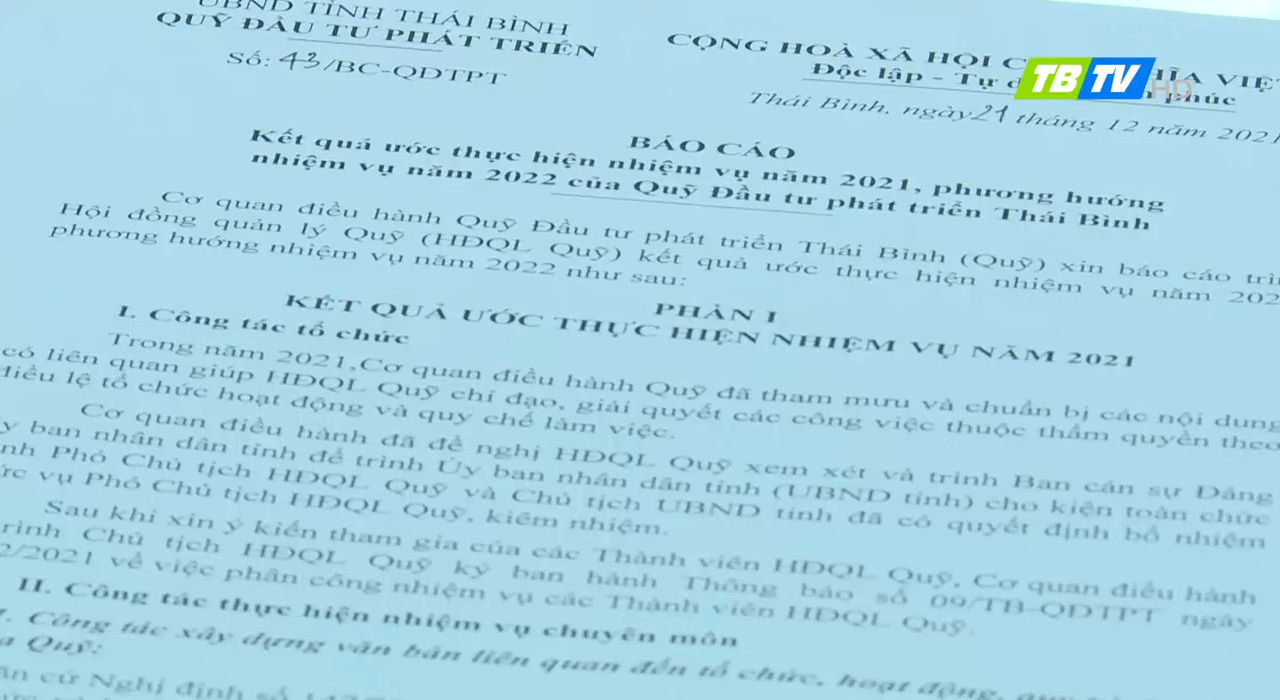 UBND TỈNH THÁI BÌNH
QUỸ ĐẦU TƯ PHÁT TRIỂN
Số: 43/BC-QĐTPT
CỘNG HOÀ XÃ HỘI
Độc lập - Tự
phúc
TBTV HD
Thái Bình, ngày 21 tháng 12 năm 2021
BÁO CÁO
Kết quả ước thực hiện nhiệm vụ năm 2021, phương hướng
nhiệm vụ năm 2022 của Quỹ Đầu tư phát triển Thái Bình
Cơ quan điều hành Quỹ Đầu tư phát triển Thái Bình (Quỹ) xin báo cáo
Hội đồng quản lý Quỹ (HĐQL Quỹ) kết quả ước thực hiện nhiệm vụ năm
phương hướng nhiệm vụ năm 2022 như sau:
PHẦN I
KẾT QUẢ ƯỚC THỰC HIỆN NHIỆM VỤ NĂM 2021
I. Công tác tổ chức
Trong năm 2021,Cơ quan điều hành Quỹ đã tham mưu và chuẩn bị các nội dung
có liên quan giúp HĐQL Quỹ chỉ đạo, giải quyết các công việc thuộc thẩm quyền theo
điều lệ tổ chức hoạt động và quy chế làm việc.
Cơ quan điều hành đã đề nghị HĐQL Quỹ xem xét và trình Ban cán sự Đảng
ban nhân dân tỉnh để trình Ủy ban nhân dân tỉnh (UBND tỉnh) cho kiện toàn chức
Phó Chủ tịch HĐQL Quỹ và Chủ tịch UBND tỉnh đã có quyết định bổ nhiệm
vụ Phó Chủ tịch HĐQL Quỹ, kiêm nhiệm.
Sau khi xin ý kiến tham gia của các Thành viên HĐQL Quỹ, Cơ quan điều hành
Chủ tịch HĐQL Quỹ ký ban hành Thông báo số 09/TB-QĐTPT ngày
2/2021 về việc phân công nhiệm vụ các Thành viên HĐQL Quỹ.
II. Công tác thực hiện nhiệm vụ chuyên môn
1. Công tác xây dựng văn bản liên quan đến tổ chức, hoạt động,
Quỹ:
cứ Nghị định số